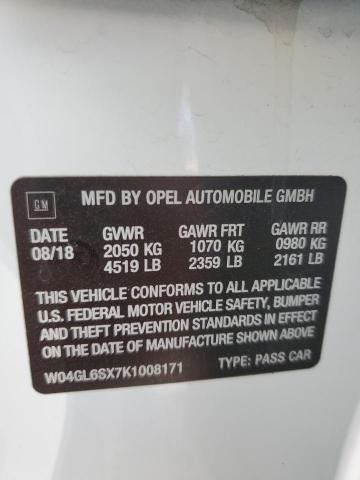 GM MFD BY OPEL AUTOMOBILE GMBH
DATE GVWR GAWR FRT GAWR RR
08/18 2050 KG 1070 KG 0980 KG
4519 LB 2359 LB 2161 LB
THIS VEHICLE CONFORMS TO ALL APPLICABLE
U.S. FEDERAL MOTOR VEHICLE SAFETY, BUMPER
AND THEFT PREVENTION STANDARDS IN EFFECT
ON THE DATE OF MANUFACTURE SHOWN ABOVE.
W04GL6SX7K1008171 TYPE: PASS CAR